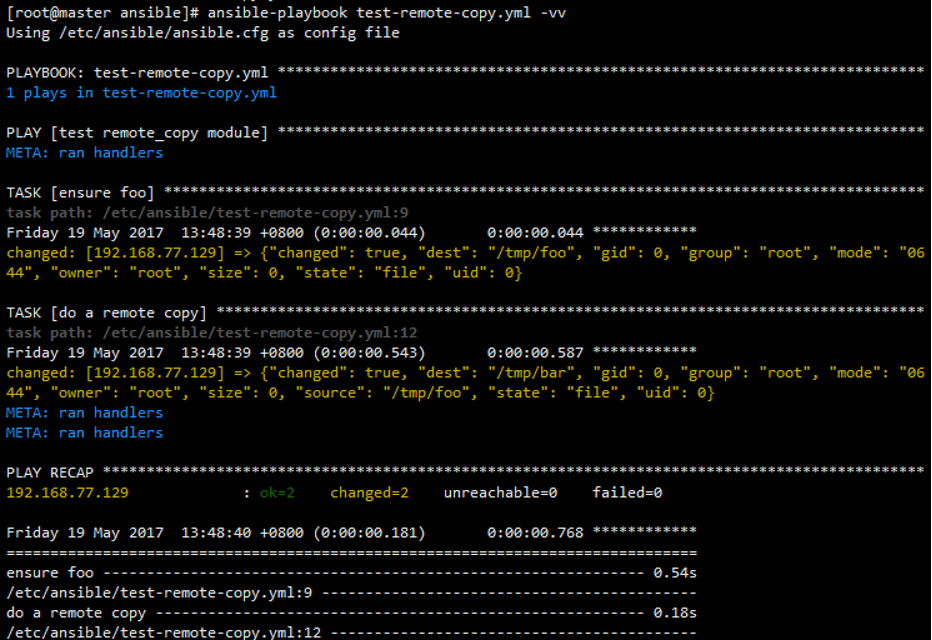 [root@master ansible]# ansible-playbook test-remote-copy.yml -vv
Using /etc/ansible/ansible.cfg as config file
PLAYBOOK: test-remote-copy.yml **************************************************************************
1 plays in test-remote-copy.yml
PLAY [test remote_copy module] **************************************************************************
META: ran handlers
TASK [ensure foo] ***************************************************************************************
task path: /etc/ansible/test-remote-copy.yml:9
Friday 19 May 2017  13:48:39 +0800 (0:00:00.044)       0:00:00.044 ************
changed: [192.168.77.129] => {"changed": true, "dest": "/tmp/foo", "gid": 0, "group": "root", "mode": "06
44", "owner": "root", "size": 0, "state": "file", "uid": 0}
TASK [do a remote copy] *********************************************************************************
task path: /etc/ansible/test-remote-copy.yml:12
Friday 19 May 2017  13:48:39 +0800 (0:00:00.543)       0:00:00.587 ************
changed: [192.168.77.129] => {"changed": true, "dest": "/tmp/bar", "gid": 0, "group": "root", "mode": "06
44", "owner": "root", "size": 0, "source": "/tmp/foo", "state": "file", "uid": 0}
META: ran handlers
META: ran handlers
PLAY RECAP **********************************************************************************************
192.168.77.129             : ok=2    changed=2    unreachable=0    failed=0
Friday 19 May 2017  13:48:40 +0800 (0:00:00.181)       0:00:00.768 ************
===============================================================================
ensure foo -------------------------------------------------------------- 0.54s
/etc/ansible/test-remote-copy.yml:9 -------------------------------------------
do a remote copy -------------------------------------------------------- 0.18s
/etc/ansible/test-remote-copy.yml:12 ------------------------------------------